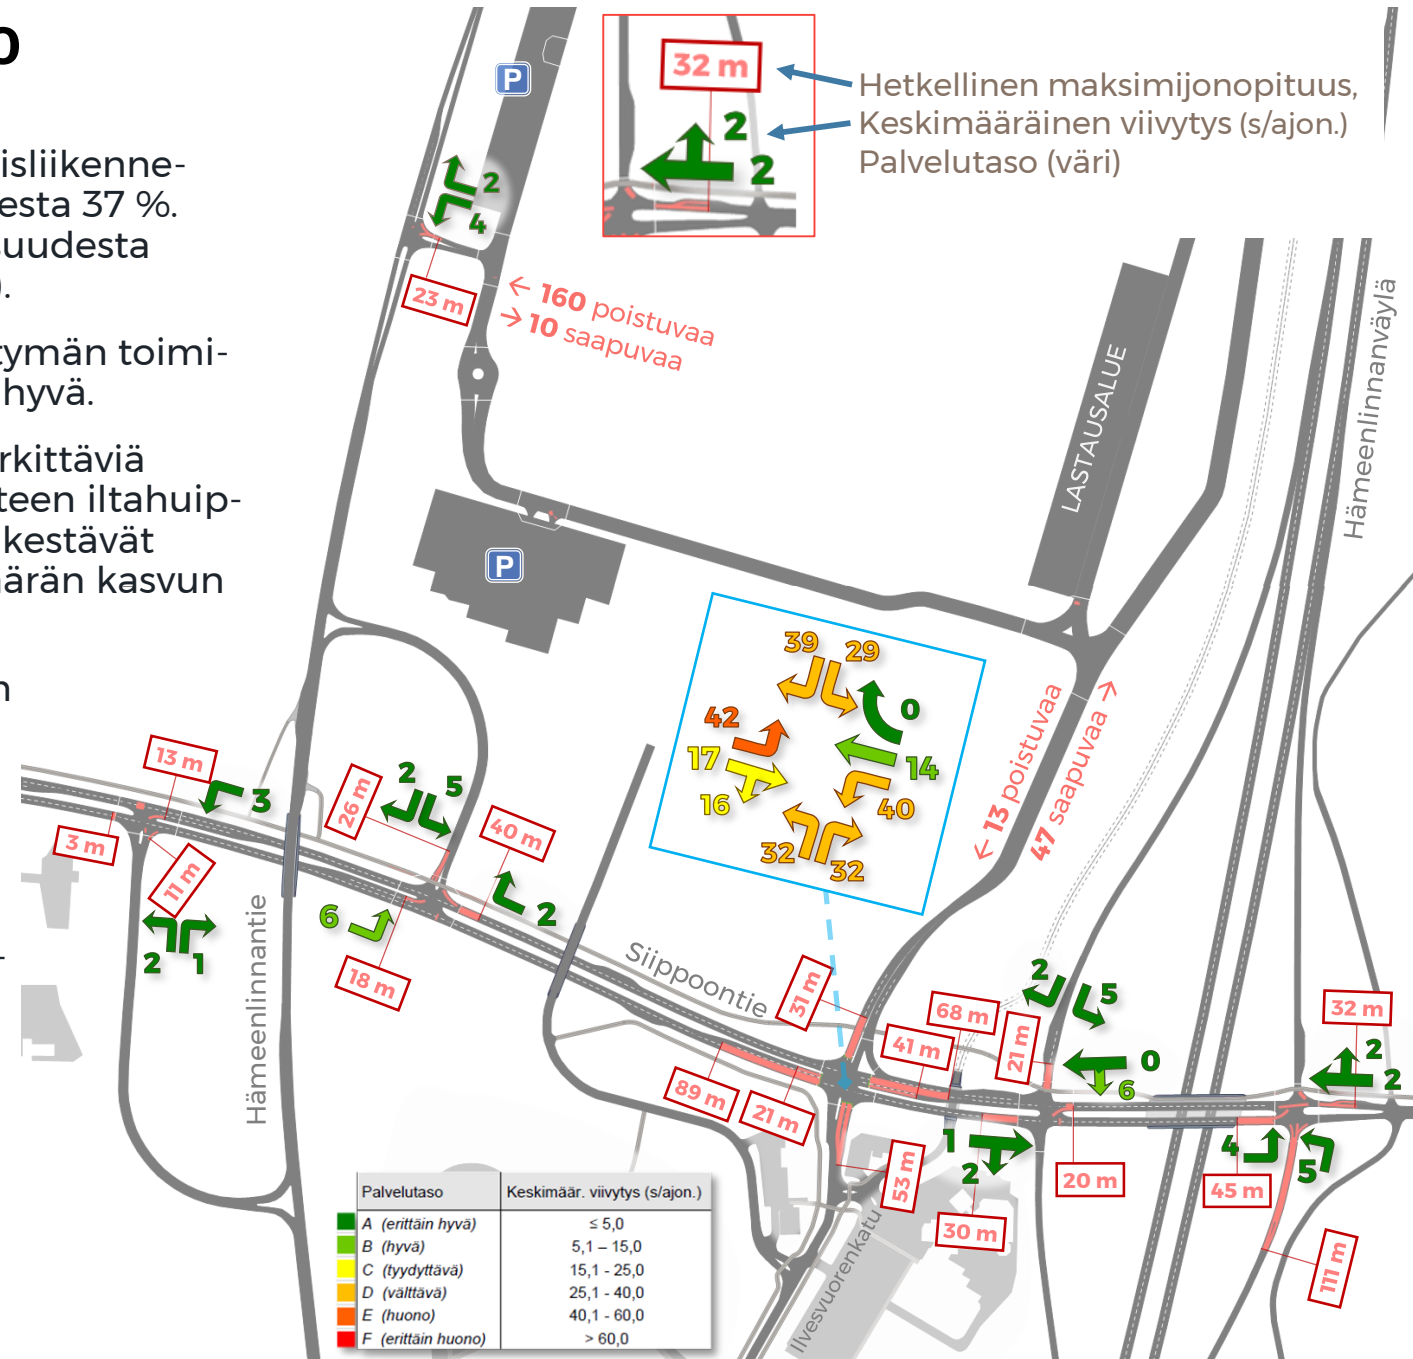 0
isliikenne-
esta 37 %.
suudesta
).
tymän toimi-
hyvä.
rkittäviä
teen iltahuip-
kestävät
äärän kasvun
n
-
P
32 m
2
2
Hetkellinen maksimijonopituus,
Keskimääräinen viivytys (s/ajon.)
Palvelutaso (väri)
2
4
23 m
← 160 poistuvaa
→ 10 saapuvaa
LASTAUSALUE
Hämeenlinnanväylä
P
39
29
0
42
14
17
16
40
32
32
← 13 poistuvaa
47 saapuvaa →
13 m
3
3 m
11 m
2
1
26 m
2
5
40 m
2
6
18 m
Hämeenlinnantie
Siippoontie
31 m
68 m
41 m
21 m
2
5
0
6
32 m
2
2
89 m
21 m
53 m
1
2
30 m
20 m
4
5
45 m
111 m
Ilvesvuorenkatu
Palvelutaso Keskimäär. viivytys (s/ajon.)
A (erittäin hyvä) ≤ 5,0
B (hyvä) 5,1 – 15,0
C (tyydyttävä) 15,1 - 25,0
D (välttävä) 25,1 - 40,0
E (huono) 40,1 - 60,0
F (erittäin huono) > 60,0